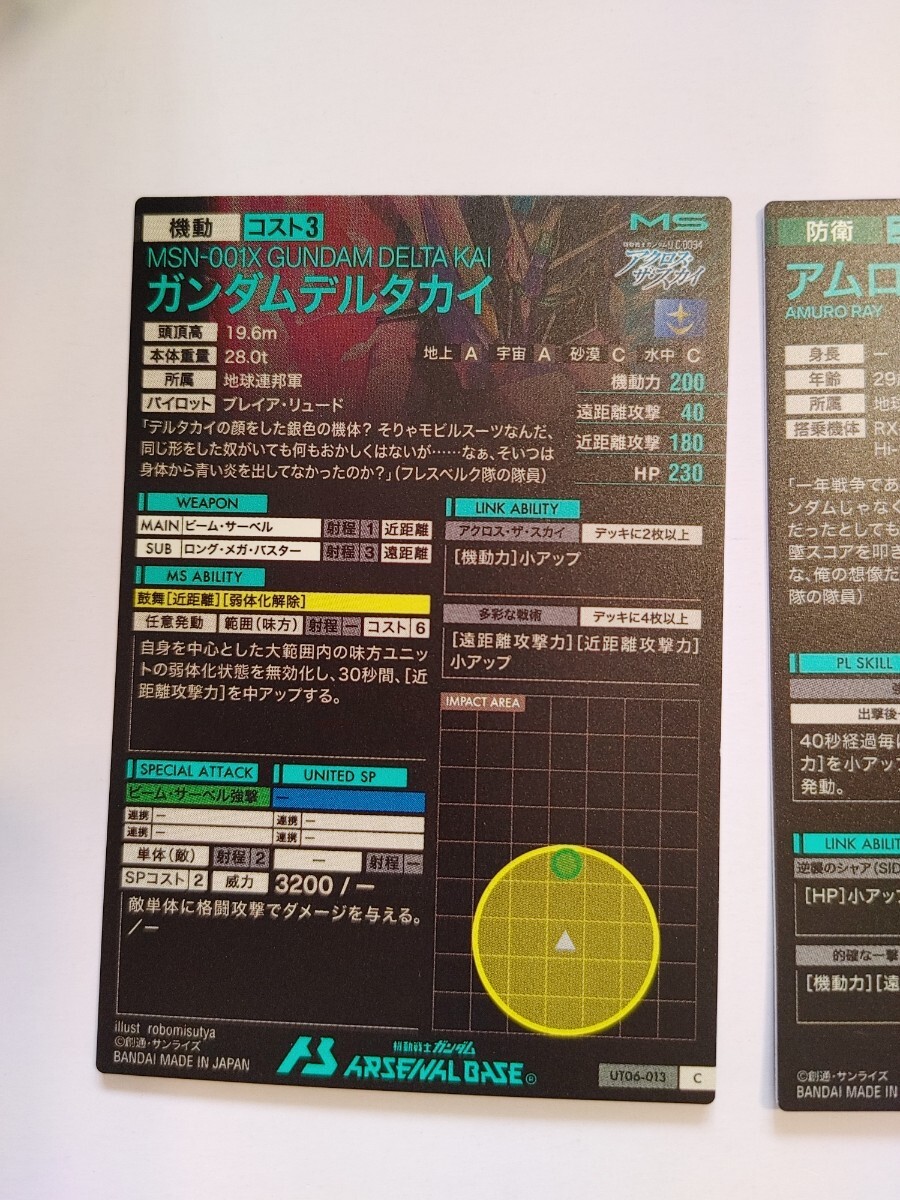 機動 コスト3 MS
MSN-001X GUNDAM DELTA KAI
ガンダムデルタカイ
機動戦士ガンダムU.C.0094
アクロス・ザ・スカイ
頭頂高 19.6m
本体重量 28.0t
所属 地球連邦軍
パイロット ブレイア・リュード
地上 A 宇宙 A 砂漠 C 水中 C
機動力 200
遠距離攻撃 40
近距離攻撃 180
HP 230
「デルタカイの顔をした銀色の機体? そりゃモビルスーツなんだ、
同じ形をした奴がいても何もおかしくはないが……なぁ、そいつは
身体から青い炎を出してなかったのか?」(フレスベルク隊の隊員)
WEAPON
MAIN ビーム・サーベル 射程 1 近距離
SUB ロング・メガ・バスター 射程 3 遠距離
MS ABILITY
鼓舞[近距離][弱体化解除]
任意発動 範囲(味方) 射程 ー コスト 6
自身を中心とした大範囲内の味方ユニッ
トの弱体化状態を無効化し、30秒間、[近
距離攻撃力]を中アップする。
LINK ABILITY
アクロス・ザ・スカイ デッキに2枚以上
[機動力]小アップ
多彩な戦術 デッキに4枚以上
[遠距離攻撃力][近距離攻撃力]
小アップ
SPECIAL ATTACK UNITED SP
ビーム・サーベル強撃 ー
連携 ー 連携 ー
連携 ー 連携 ー
単体(敵) 射程 2 ー 射程 ー
SPコスト 2 威力 3200 / ー
敵単体に格闘攻撃でダメージを与える。
/ー
IMPACT AREA
illust robomisutya
©創通・サンライズ
BANDAI MADE IN JAPAN
機動戦士ガンダム
ARSENAL BASE
UT06-013 C
防衛
アムロ
AMURO RAY
身長 ー
年齢 29
所属 地
搭乗機体 RX
Hi-
「一年戦争であ
ンダムじゃなく
たったとしても
墜スコアを叩き
な、俺の想像だ
隊の隊員)
PL SKILL
出撃後
40秒経過毎に
力]を小アップ
発動。
LINK ABILIT
逆襲のシャア(SID
[HP]小アップ
的確な一撃
[機動力][遠
©創通・サンライズ
BANDAI MADE IN